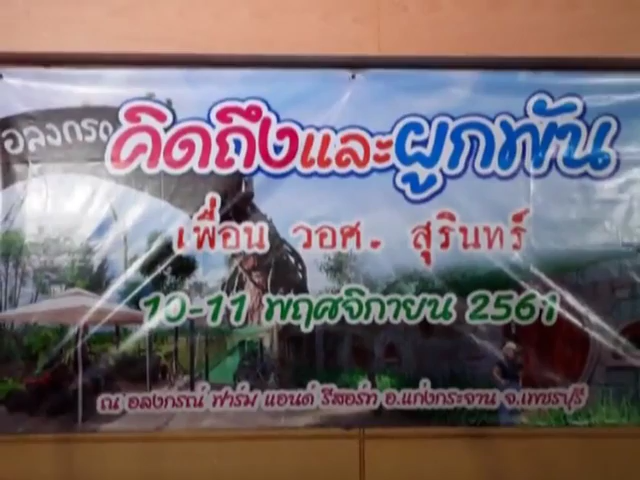 อลงกรณ์
คิดถึงและผูกพัน
เพื่อน วอศ. สุรินทร์
10-11 พฤศจิกายน 2561
ณ อลงกรณ์ ฟาร์ม แอนด์ รีสอร์ท อ.แก่งกระจาน จ.เพชรบุรี